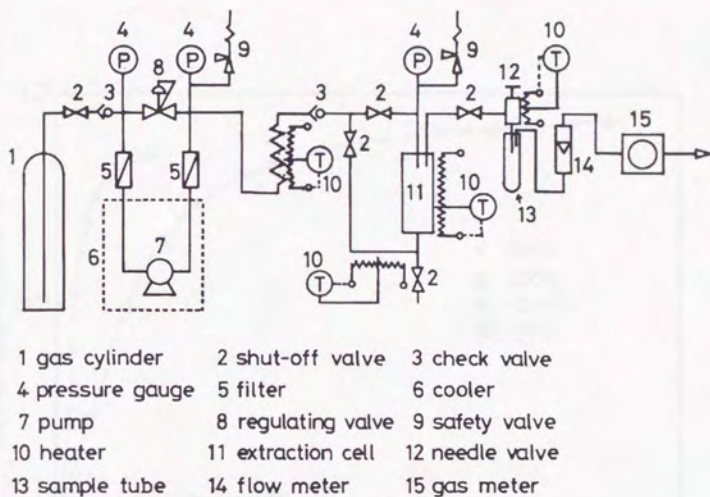 4 4 9 4 9 10
P P P T
2 3 8 3 2 2 12
1 5 5 2 11 10 14 15
T T
10 13
6 7 10 2
T
1 gas cylinder 2 shut-off valve 3 check valve
4 pressure gauge 5 filter 6 cooler
7 pump 8 regulating valve 9 safety valve
10 heater 11 extraction cell 12 needle valve
13 sample tube 14 flow meter 15 gas meter